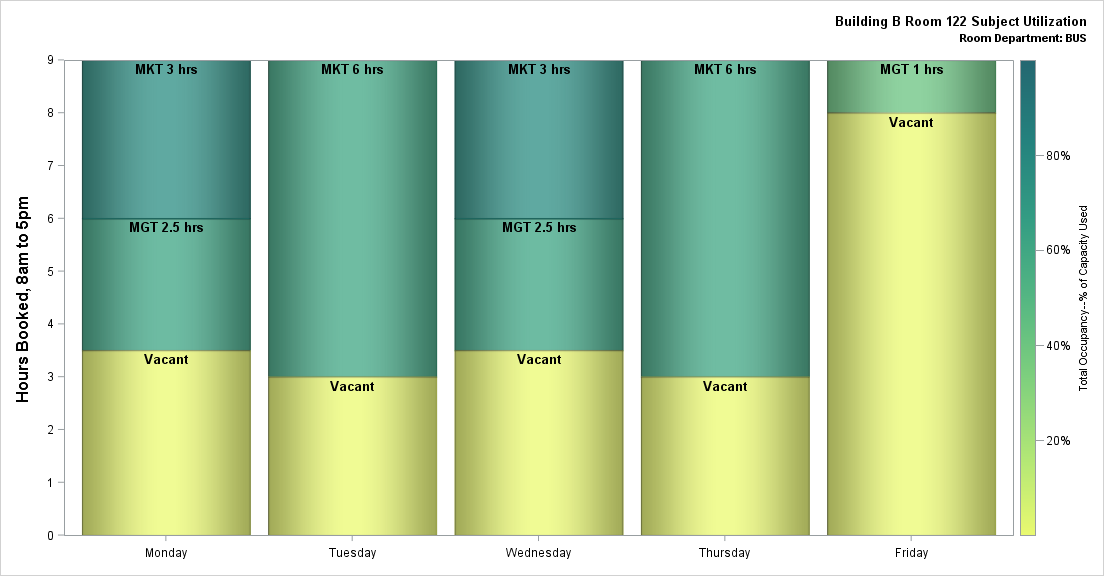 Building B Room 122 Subject Utilization
Room Department: BUS
Hours Booked, 8am to 5pm
9
8
7
6
5
4
3
2
1
0
MKT 3 hrs
MGT 2.5 hrs
Vacant
MKT 6 hrs
Vacant
MKT 3 hrs
MGT 2.5 hrs
Vacant
MKT 6 hrs
Vacant
MGT 1 hrs
Vacant
Monday
Tuesday
Wednesday
Thursday
Friday
80%
60%
40%
20%
Total Occupancy--% of Capacity Used